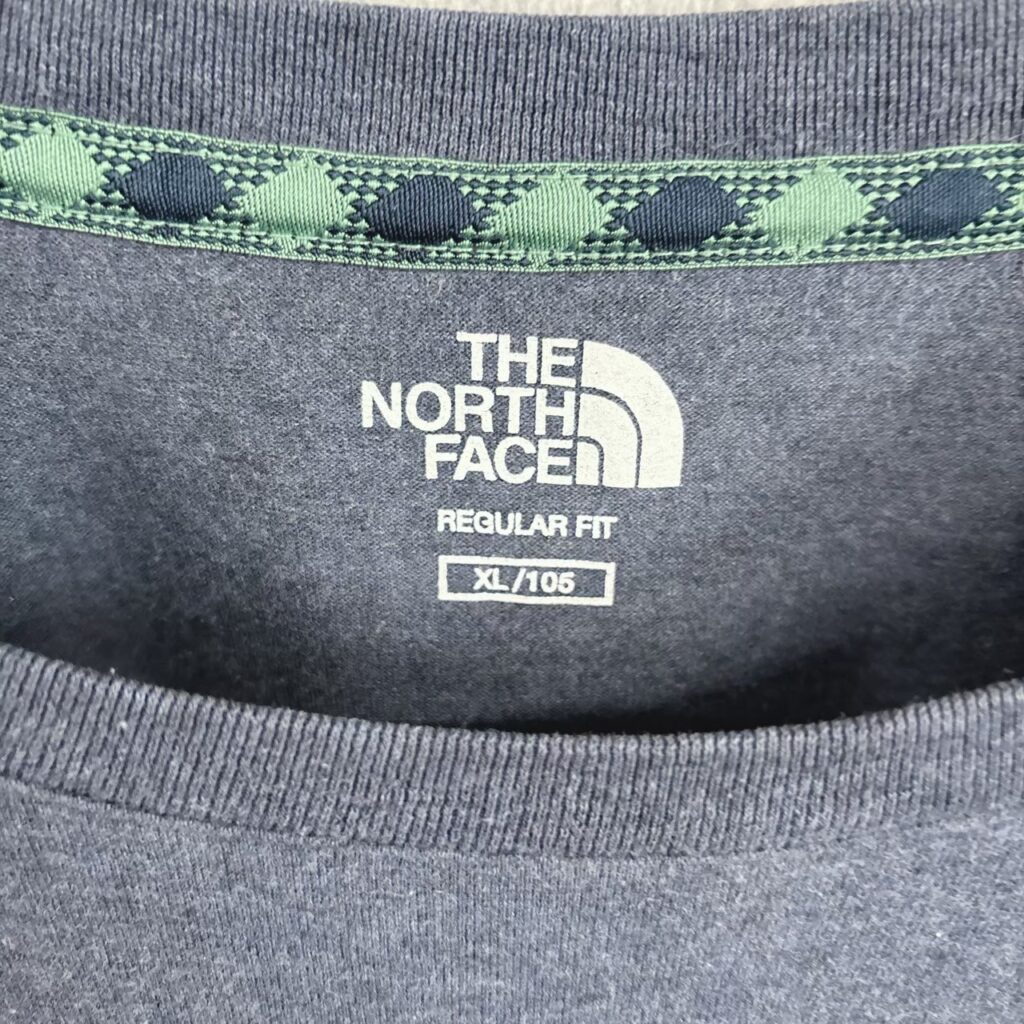 THE
NORTH
FACE
REGULAR FIT
XL/105